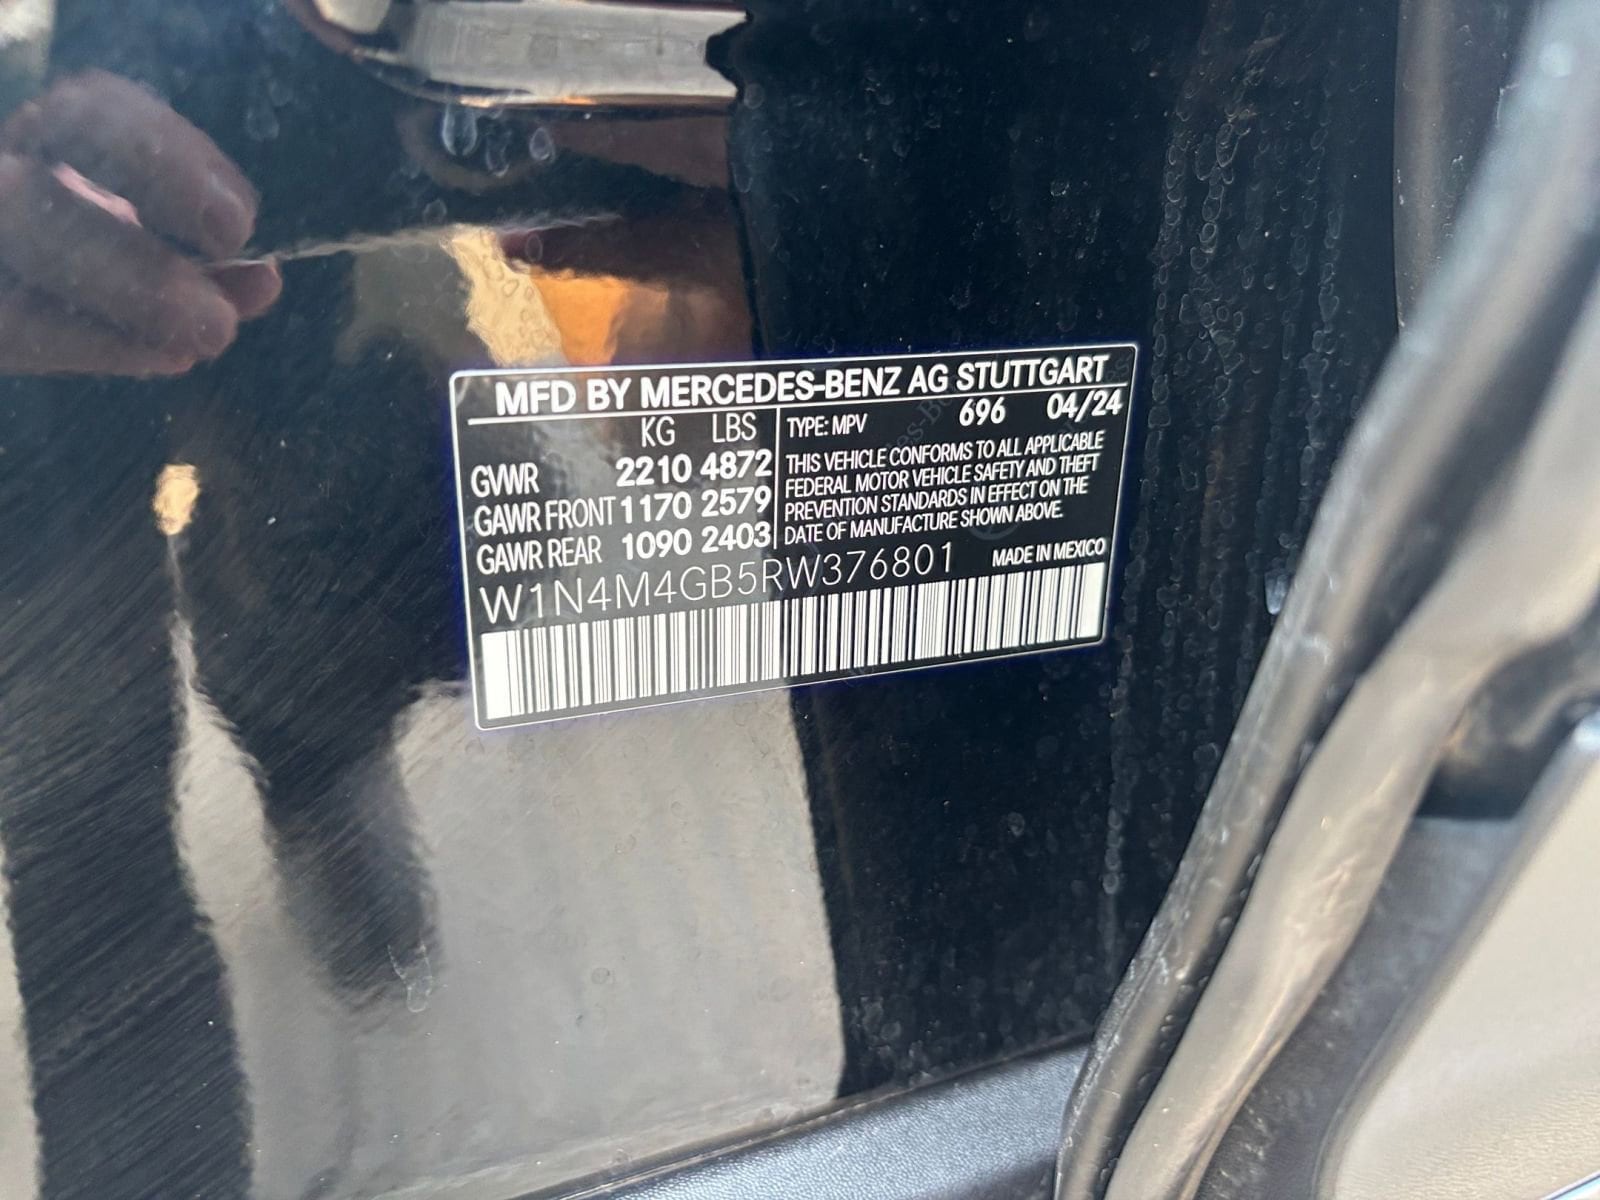 MFD BY MERCEDES-BENZ AG STUTTGART
KG LBS
GVWR 2210 4872
GAWR FRONT 1170 2579
GAWR REAR 1090 2403
TYPE: MPV 696 04/24
THIS VEHICLE CONFORMS TO ALL APPLICABLE
FEDERAL MOTOR VEHICLE SAFETY AND THEFT
PREVENTION STANDARDS IN EFFECT ON THE
DATE OF MANUFACTURE SHOWN ABOVE.
W1N4M4GB5RW376801 MADE IN MEXICO